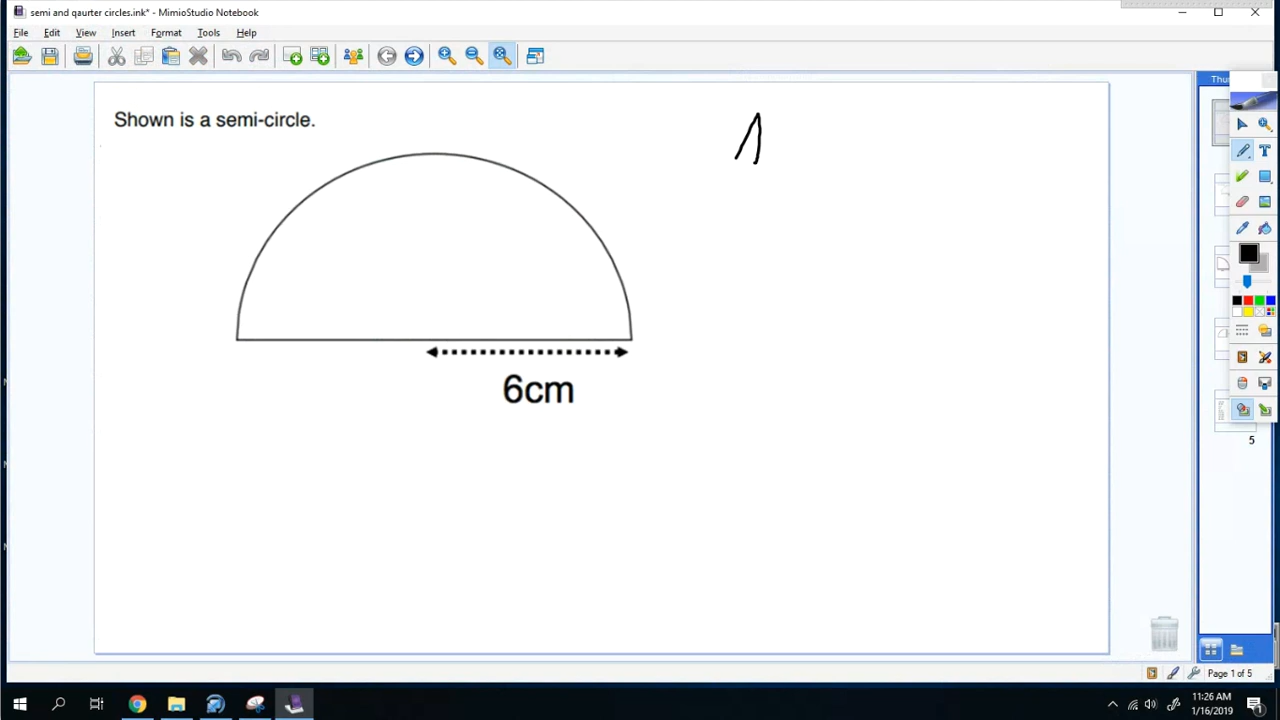 semi and qaurter circles.ink* - MimioStudio Notebook
File Edit View Insert Format Tools Help
Shown is a semi-circle.
6cm
5
Page 1 of 5
11:26 AM
1/16/2019